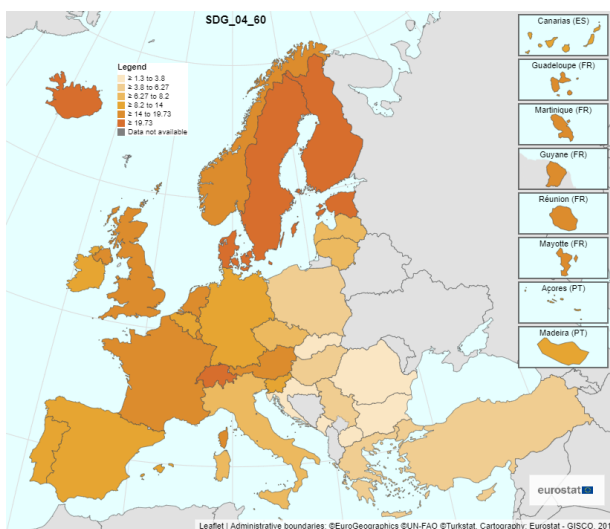 SDG_04_60
Legend
≥ 1.3 to 3.8
≥ 3.8 to 6.27
≥ 6.27 to 8.2
≥ 8.2 to 14
≥ 14 to 19.73
≥ 19.73
Data not available
Canarias (ES)
Guadeloupe (FR)
Martinique (FR)
Guyane (FR)
Réunion (FR)
Mayotte (FR)
Açores (PT)
Madeira (PT)
eurostat
Leaflet | Administrative boundaries: ©EuroGeographics ©UN-FAO ©Turkstat, Cartography: Eurostat - GISCO, 20